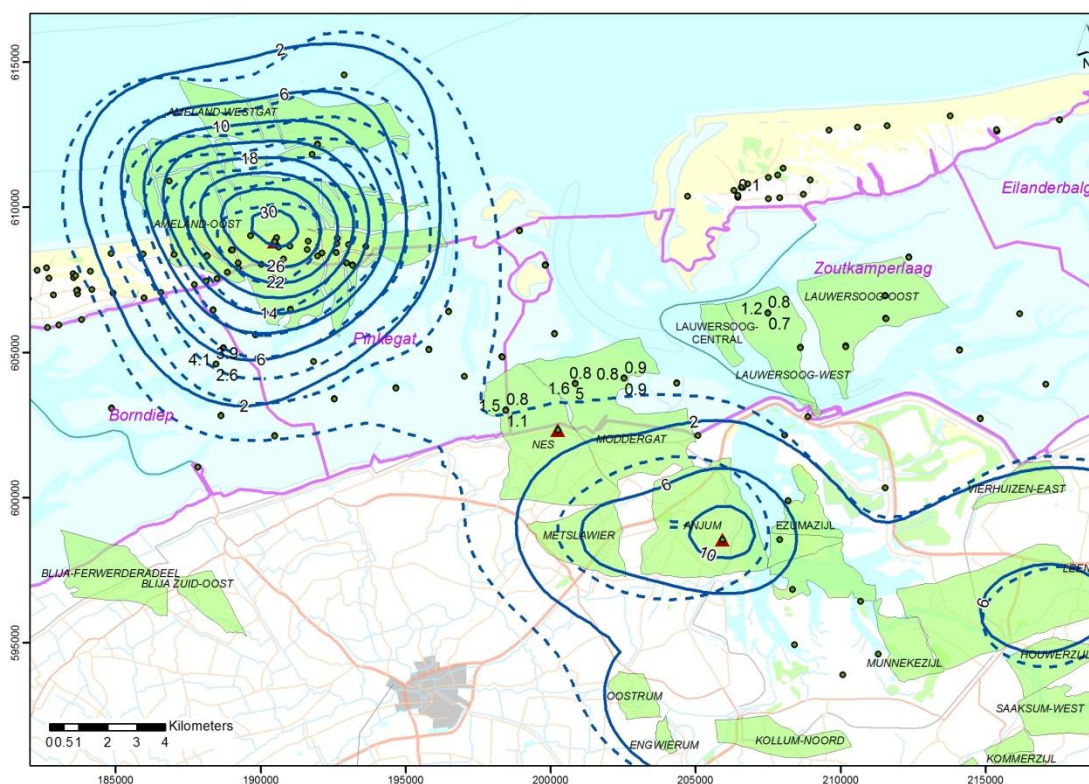 N
615000
610000
605000
600000
595000
2
6
10
18
30
26
22
14
6
2
AMELAND-WESTGAT
AMELAND-OOST
0.1
Eilanderbalg
Pinkegat
Zoutkamperlaag
LAUWERSOOG-OOST
1.2 0.8
0.7
LAUWERSOOG-
CENTRAL
LAUWERSOOG-WEST
4.1 3.9
2.6
Borndiep
0.8 0.8 0.9
1.6 5 0.9
1.5 0.8
1.1
NES
MODDERGAT
2
6
10
METSLAWIER
ANJUM
EZUMAZIJL
VIERHUIZEN-EAST
BLIJA-FERWERDERADEEL
BLIJA ZUID-OOST
LEEN
6
HOUWERZIJL
MUNNEKEZIJL
OOSTRUM
SAAKSUM-WEST
ENGWIERUM
KOLLUM-NOORD
KOMMERZIJL
Kilometers
00.51 2 3 4
185000 190000 195000 200000 205000 210000 215000